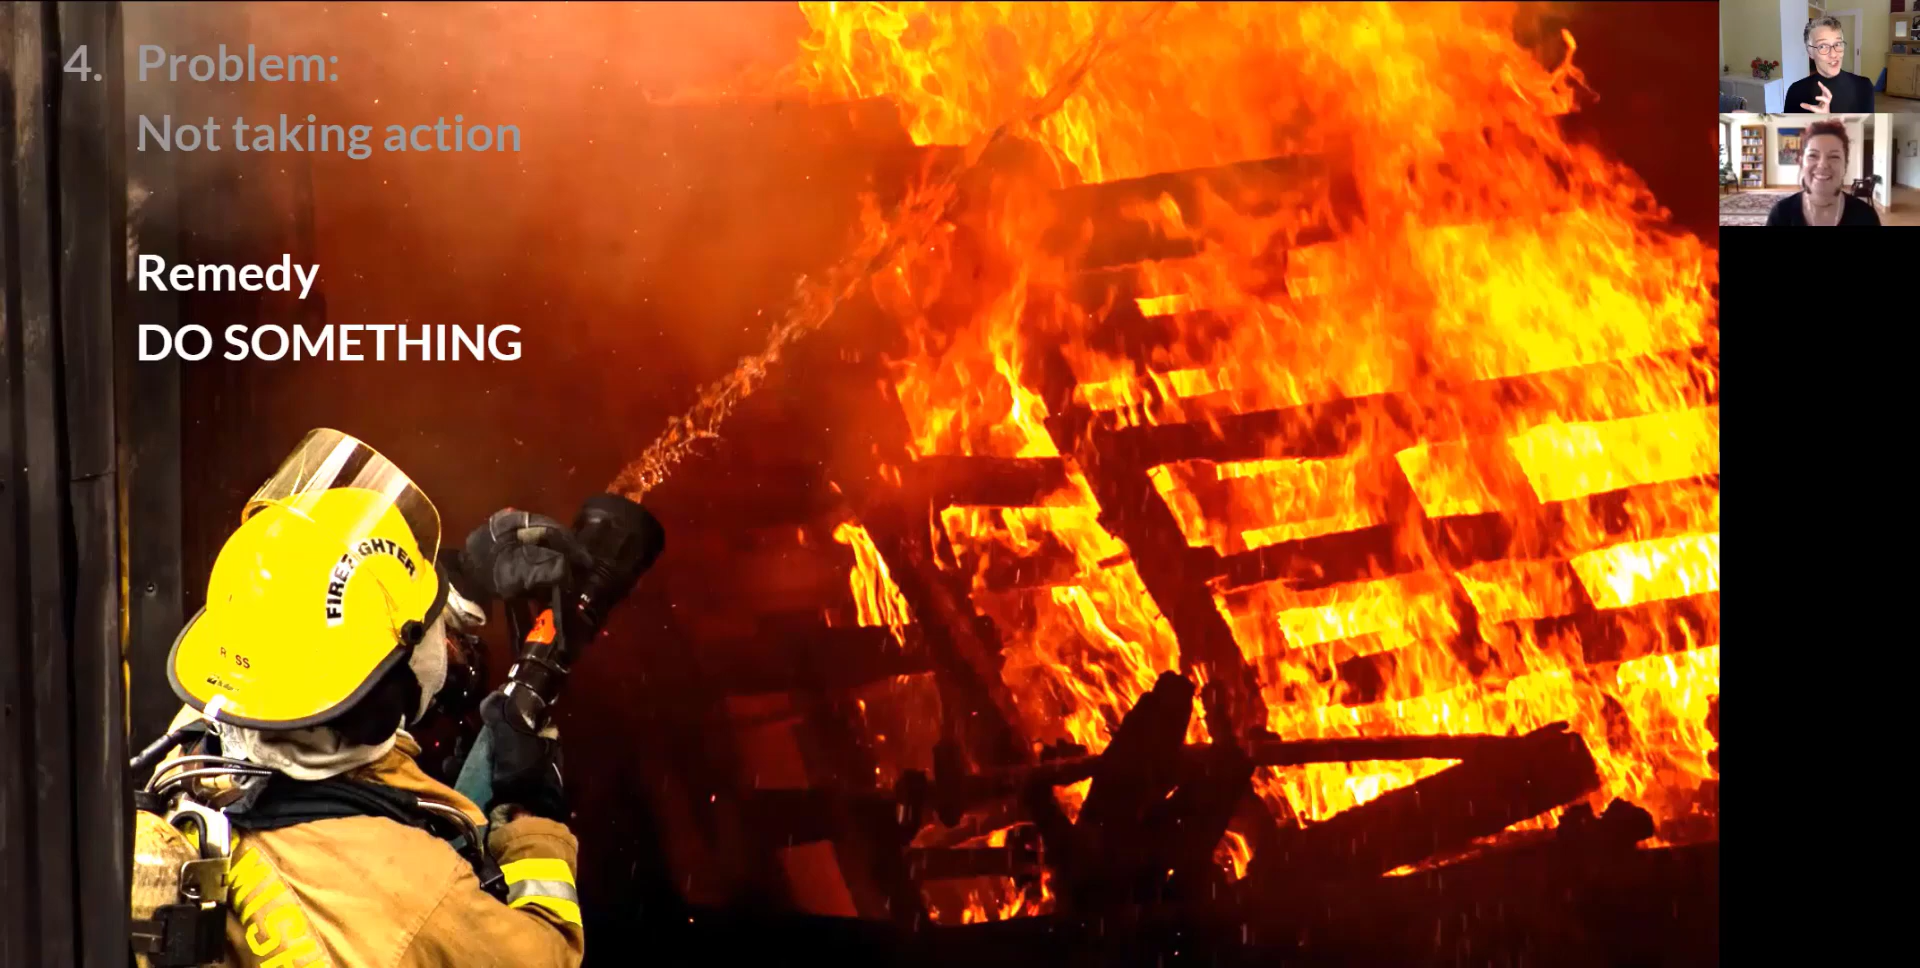 4. Problem:
Not taking action
Remedy
DO SOMETHING
FIREFIGHTER